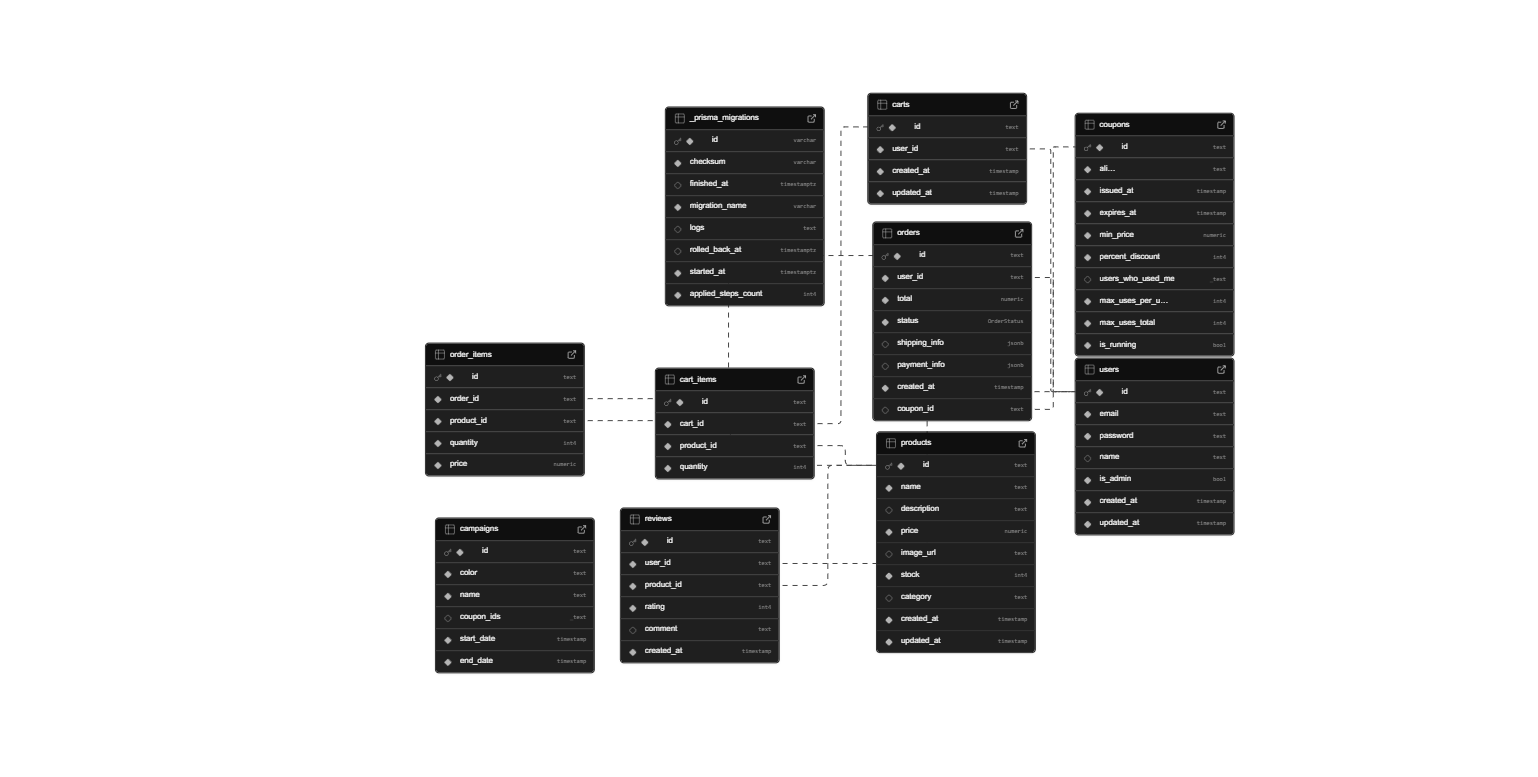 _prisma_migrations
id varchar
checksum varchar
finished_at timestamptz
migration_name varchar
logs text
rolled_back_at timestamptz
started_at timestamptz
applied_steps_count int4
carts
id text
user_id text
created_at timestamp
updated_at timestamp
coupons
id text
ali... text
issued_at timestamp
expires_at timestamp
min_price numeric
percent_discount int4
users_who_used_me _text
max_uses_per_u... int4
max_uses_total int4
is_running bool
orders
id text
user_id text
total numeric
status OrderStatus
shipping_info jsonb
payment_info jsonb
created_at timestamp
coupon_id text
order_items
id text
order_id text
product_id text
quantity int4
price numeric
cart_items
id text
cart_id text
product_id text
quantity int4
users
id text
email text
password text
name text
is_admin bool
created_at timestamp
updated_at timestamp
products
id text
name text
description text
price numeric
image_url text
stock int4
category text
created_at timestamp
updated_at timestamp
campaigns
id text
color text
name text
coupon_ids _text
start_date timestamp
end_date timestamp
reviews
id text
user_id text
product_id text
rating int4
comment text
created_at timestamp